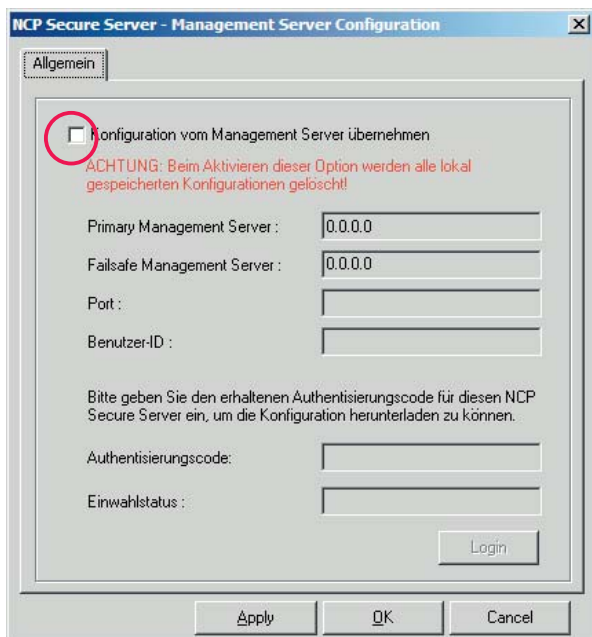 NCP Secure Server - Management Server Configuration
Allgemein
Konfiguration vom Management Server übernehmen
ACHTUNG: Beim Aktivieren dieser Option werden alle lokal
gespeicherten Konfigurationen gelöscht!
Primary Management Server : 0.0.0.0
Failsafe Management Server : 0.0.0.0
Port :
Benutzer-ID :
Bitte geben Sie den erhaltenen Authentisierungscode für diesen NCP
Secure Server ein, um die Konfiguration herunterladen zu können.
Authentisierungscode:
Einwahlstatus :
Login
Apply OK Cancel